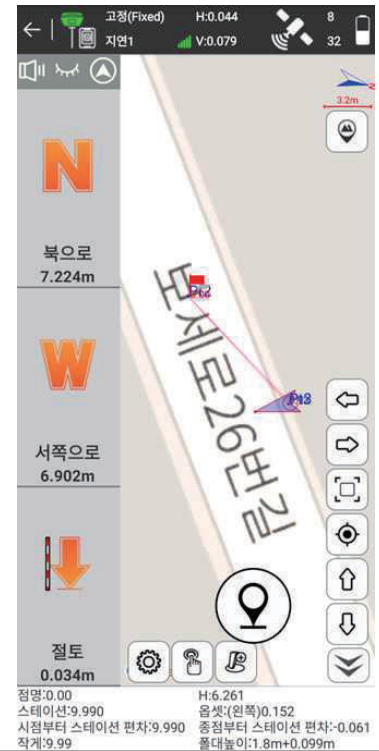 고정(Fixed) H:0.044 8
지연1 V:0.079 32
3.2m
N
북으로
7.224m
보세로26번길
W
서쪽으로
6.902m
절토
0.034m
점명:0.00 H:6.261
스테이션:9.990 옵셋:(왼쪽)0.152
시점부터 스테이션 편차:9.990 종점부터 스테이션 편차:-0.061
작게:9.99 폴대높이:1.8m+0.099m